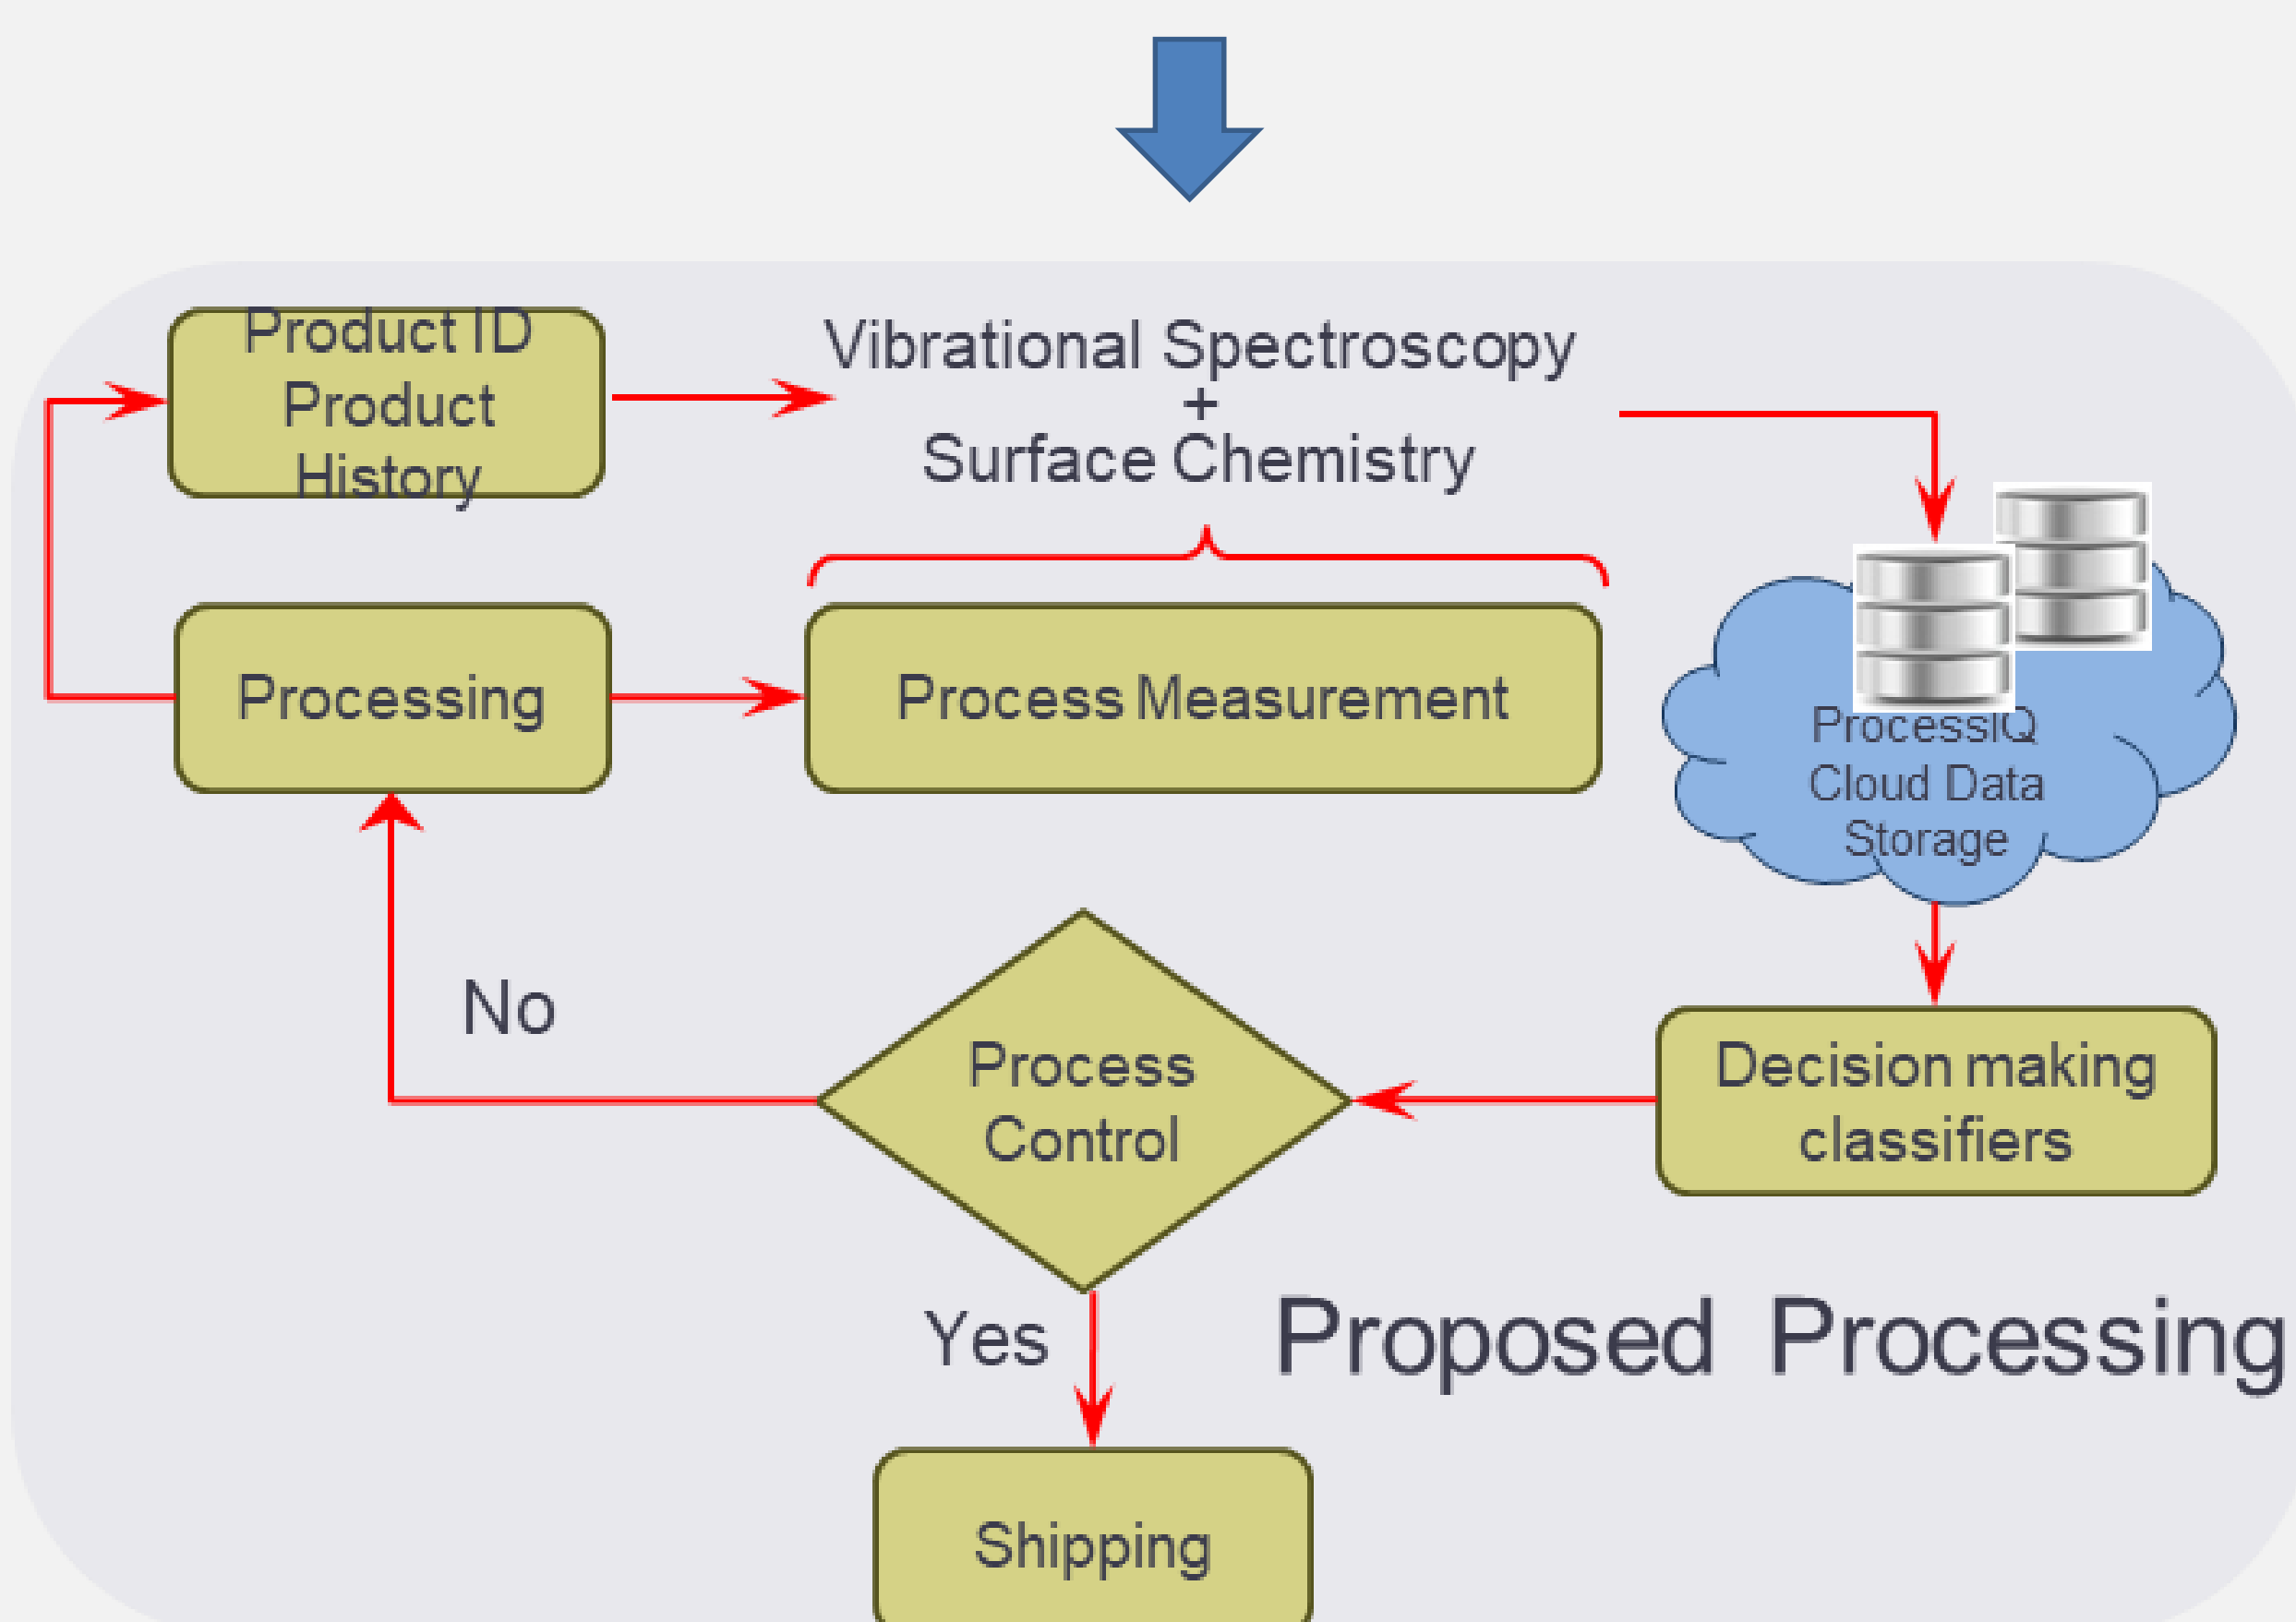 Product ID
Product
History
Vibrational Spectroscopy
+
Surface Chemistry
Processing
Process Measurement
ProcessIQ
Cloud Data
Storage
No
Process
Control
Decision making
classifiers
Yes
Proposed Processing
Shipping